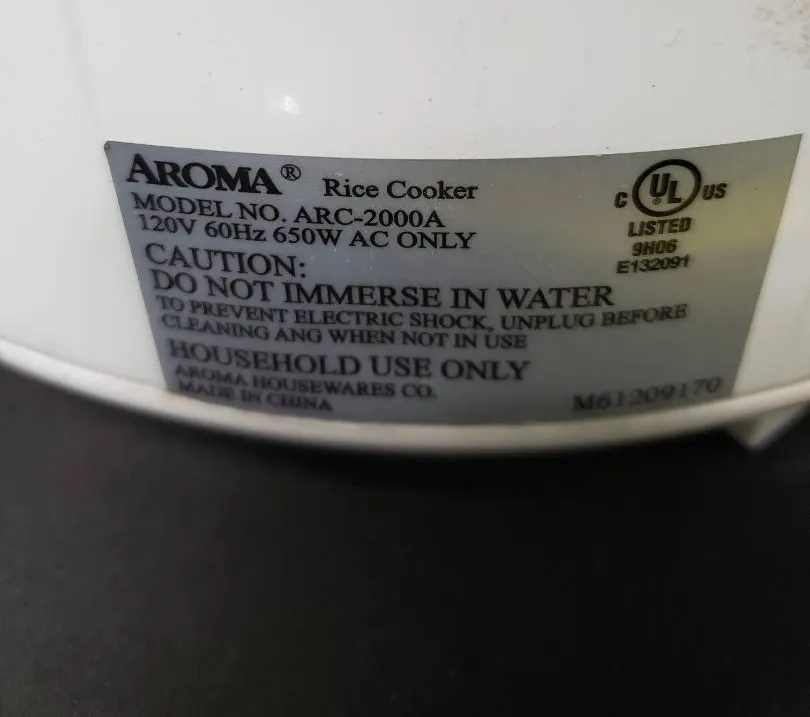 AROMA® Rice Cooker
MODEL NO. ARC-2000A
120V 60Hz 650W AC ONLY
CAUTION:
DO NOT IMMERSE IN WATER
TO PREVENT ELECTRIC SHOCK, UNPLUG BEFORE
CLEANING ANG WHEN NOT IN USE
HOUSEHOLD USE ONLY
AROMA HOUSEWARES CO.
MADE IN CHINA
C UL® US
LISTED
9H06
E132091
M61209170